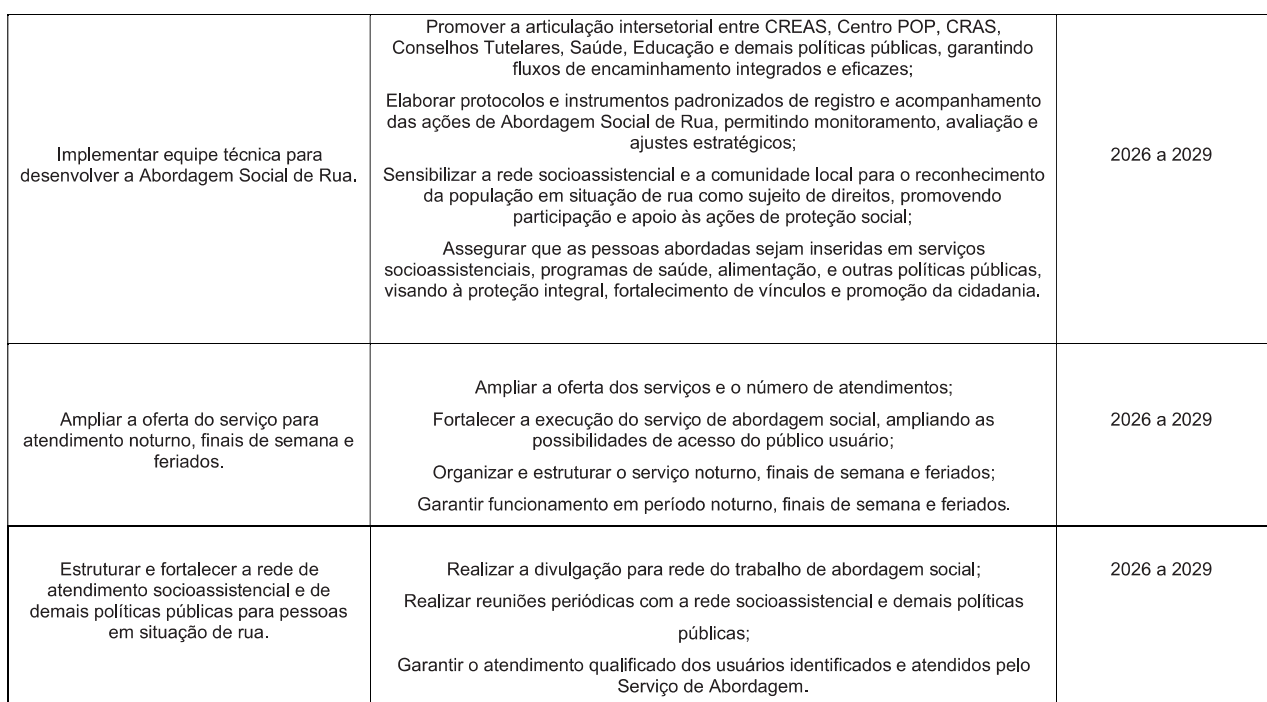 Implementar equipe técnica para
desenvolver a Abordagem Social de Rua.
Promover a articulação intersetorial entre CREAS, Centro POP, CRAS,
Conselhos Tutelares, Saúde, Educação e demais políticas públicas, garantindo
fluxos de encaminhamento integrados e eficazes;
Elaborar protocolos e instrumentos padronizados de registro e acompanhamento
das ações de Abordagem Social de Rua, permitindo monitoramento, avaliação e
ajustes estratégicos;
Sensibilizar a rede socioassistencial e a comunidade local para o reconhecimento
da população em situação de rua como sujeito de direitos, promovendo
participação e apoio às ações de proteção social;
Assegurar que as pessoas abordadas sejam inseridas em serviços
socioassistenciais, programas de saúde, alimentação, e outras políticas públicas,
visando à proteção integral, fortalecimento de vínculos e promoção da cidadania.
2026 a 2029
Ampliar a oferta do serviço para
atendimento noturno, finais de semana e
feriados.
Ampliar a oferta dos serviços e o número de atendimentos;
Fortalecer a execução do serviço de abordagem social, ampliando as
possibilidades de acesso do público usuário;
Organizar e estruturar o serviço noturno, finais de semana e feriados;
Garantir funcionamento em período noturno, finais de semana e feriados.
2026 a 2029
Estruturar e fortalecer a rede de
atendimento socioassistencial e de
demais políticas públicas para pessoas
em situação de rua.
Realizar a divulgação para rede do trabalho de abordagem social;
Realizar reuniões periódicas com a rede socioassistencial e demais políticas
públicas;
Garantir o atendimento qualificado dos usuários identificados e atendidos pelo
Serviço de Abordagem.
2026 a 2029